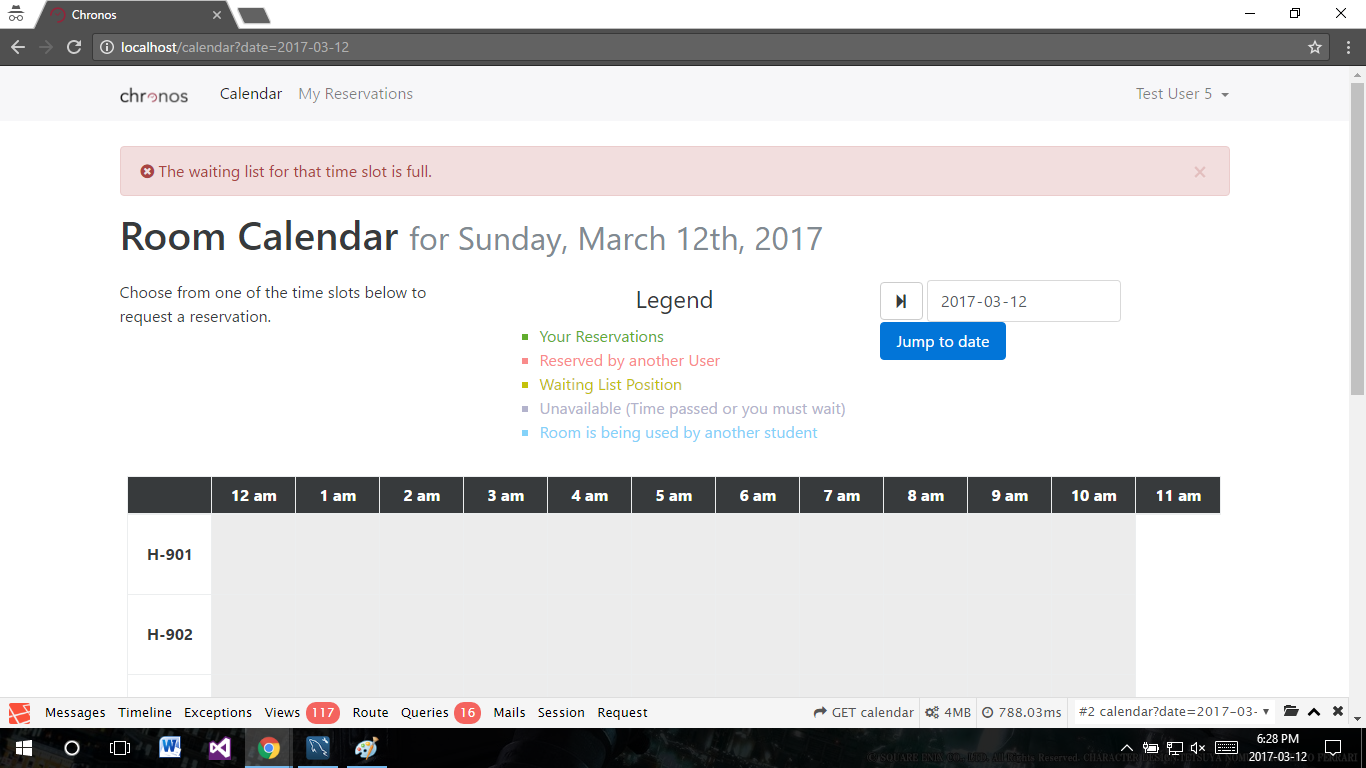 Chronos
localhost/calendar?date=2017-03-12
chronos Calendar My Reservations Test User 5
The waiting list for that time slot is full. ×
Room Calendar for Sunday, March 12th, 2017
Choose from one of the time slots below to
request a reservation.
Legend
Your Reservations
Reserved by another User
Waiting List Position
Unavailable (Time passed or you must wait)
Room is being used by another student
2017-03-12
Jump to date
12 am 1 am 2 am 3 am 4 am 5 am 6 am 7 am 8 am 9 am 10 am 11 am
H-901
H-902
Messages Timeline Exceptions Views 117 Route Queries 16 Mails Session Request GET calendar 4MB 788.03ms #2 calendar?date=2017-03-
6:28 PM
2017-03-12